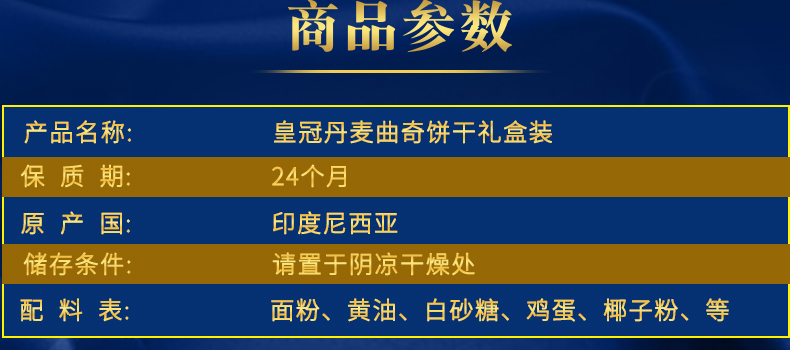 商品参数
产品名称: 皇冠丹麦曲奇饼干礼盒装
保 质 期: 24个月
原 产 国: 印度尼西亚
储存条件: 请置于阴凉干燥处
配 料 表: 面粉、黄油、白砂糖、鸡蛋、椰子粉、等